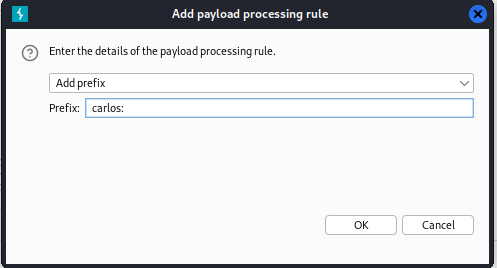 Add payload processing rule
Enter the details of the payload processing rule.
Add prefix
Prefix: carlos:
OK Cancel